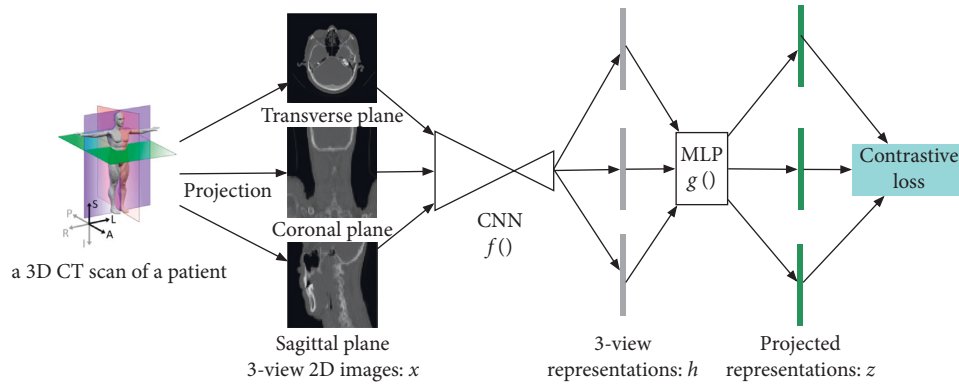 S
P
L
R
A
I
a 3D CT scan of a patient
Projection
Transverse plane
Coronal plane
Sagittal plane
3-view 2D images: x
CNN
f ()
3-view
representations: h
MLP
g ()
Projected
representations: z
Contrastive
loss